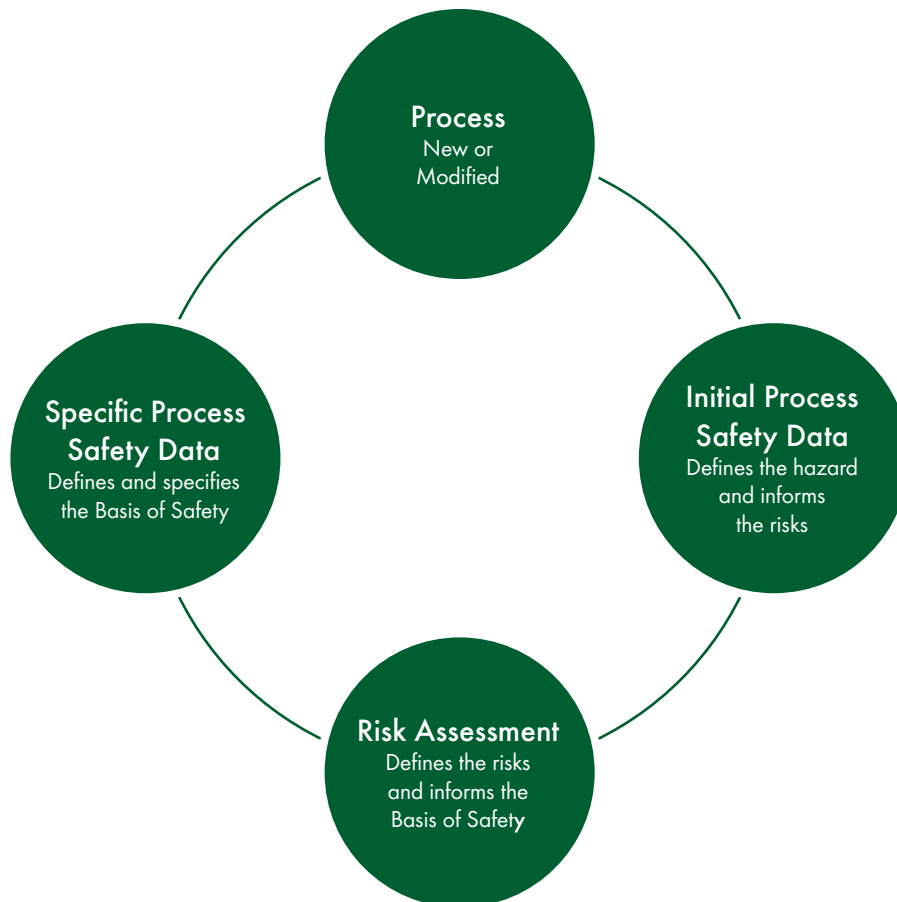 Process
New or
Modified
Specific Process
Safety Data
Defines and specifies
the Basis of Safety
Initial Process
Safety Data
Defines the hazard
and informs
the risks
Risk Assessment
Defines the risks
and informs the
Basis of Safety